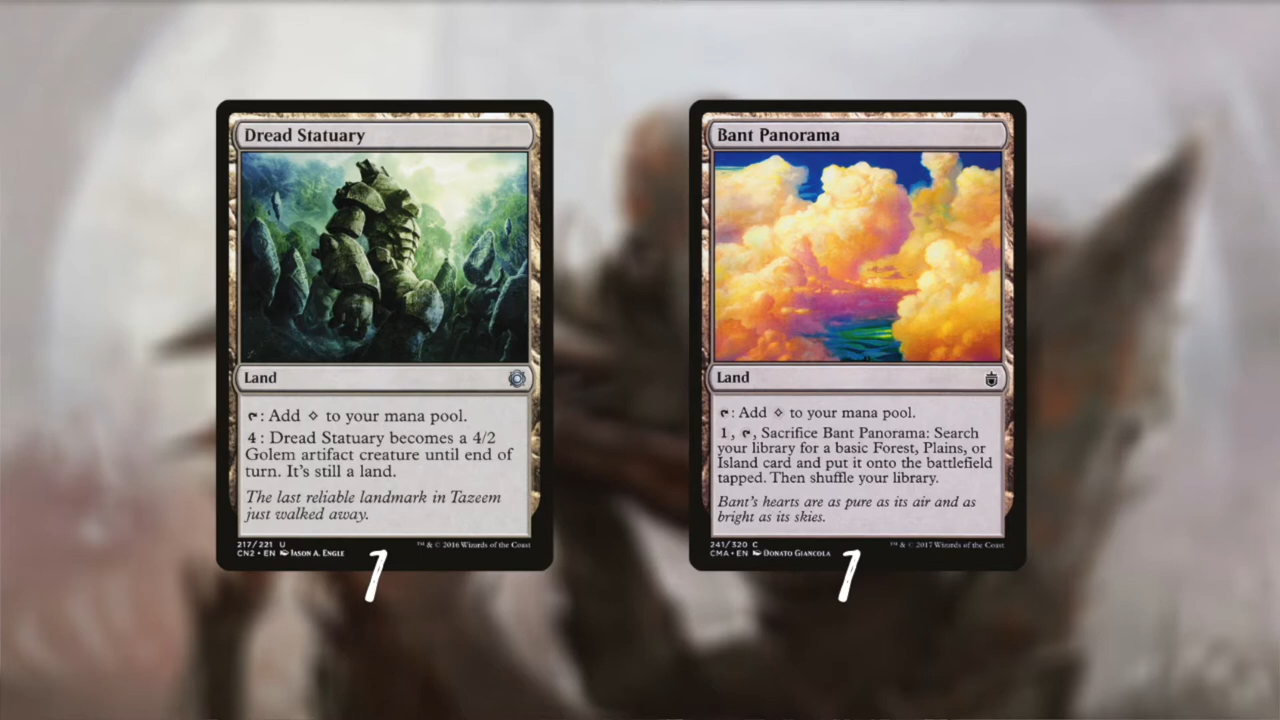 Dread Statuary
Land
: Add to your mana pool.
4 : Dread Statuary becomes a 4/2
Golem artifact creature until end of
turn. It's still a land.
The last reliable landmark in Tazeem
just walked away.
217/221 U
CN2 • EN Jason A. Engle
™ & © 2016 Wizards of the Coast
1
Bant Panorama
Land
: Add to your mana pool.
1, , Sacrifice Bant Panorama: Search
your library for a basic Forest, Plains, or
Island card and put it onto the battlefield
tapped. Then shuffle your library.
Bant's hearts are as pure as its air and as
bright as its skies.
241/320 C
CMA • EN Donato Giancola
™ & © 2017 Wizards of the Coast
1